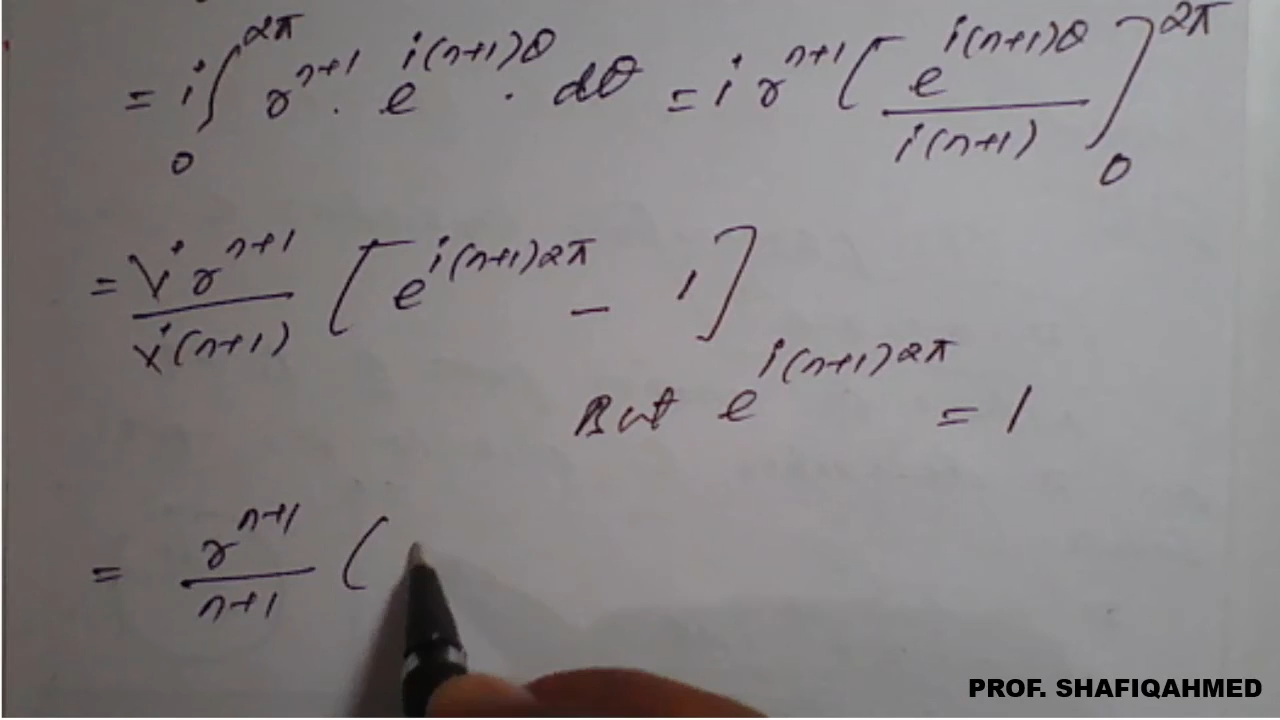 = i ∫₀^{2π} r^{n+1} . e^{i(n+1)θ} . dθ = i r^{n+1} [ e^{i(n+1)θ} / i(n+1) ]₀^{2π}
= i r^{n+1} / i(n+1) [ e^{i(n+1)2π} - 1 ]
But e^{i(n+1)2π} = 1
= r^{n+1} / n+1 (
PROF. SHAFIQAHMED